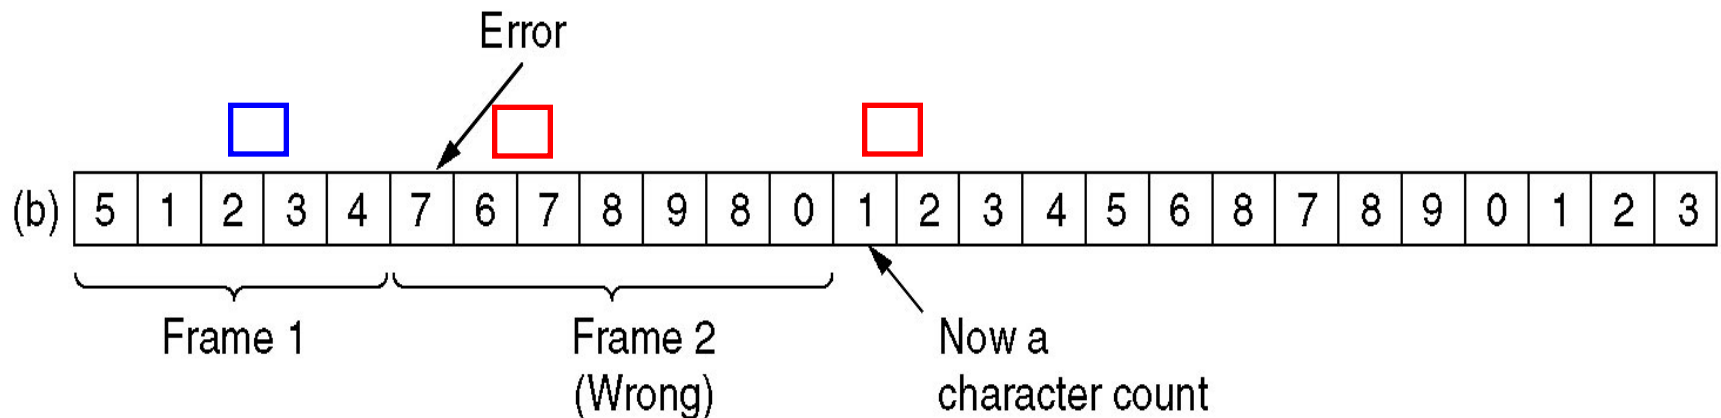 Error
(b) 5 1 2 3 4 7 6 7 8 9 8 0 1 2 3 4 5 6 8 7 8 9 0 1 2 3
Frame 1
Frame 2
(Wrong)
Now a
character count